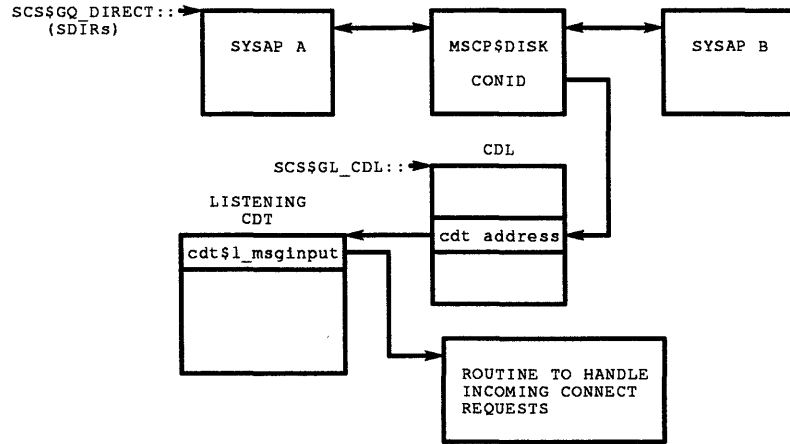 SCS$GQ_DIRECT::
(SDIRs)
SYSAP A
MSCP$DISK
CONID
SYSAP B
CDL
SCS$GL_CDL::
LISTENING
CDT
cdt address
cdt$l_msginput
ROUTINE TO HANDLE
INCOMING CONNECT
REQUESTS